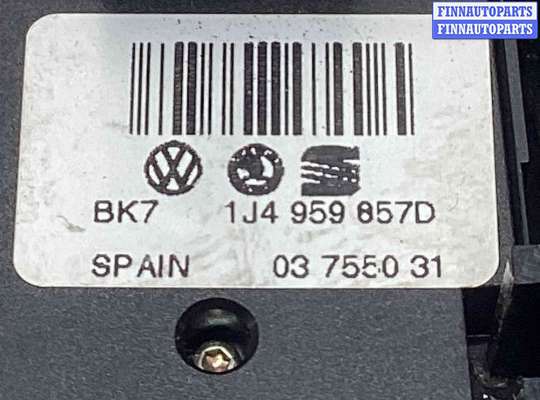 FINNAUTOPARTS
FINNAUTOPARTS
BK7 1J4 959 857D
SPAIN 03 7550 31